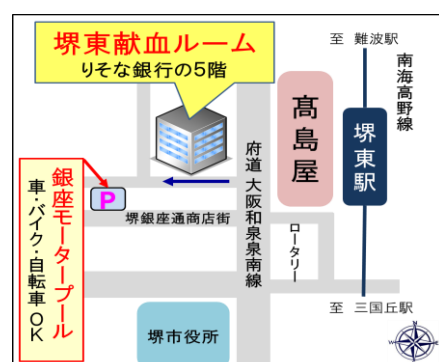 堺東献血ルーム
りそな銀行の5階
至 難波駅
南海高野線
髙島屋
堺東駅
府道 大阪和泉泉南線
銀座モータープール
車・バイク・自転車 OK
P
堺銀座通商店街
ロータリー
至 三国丘駅
堺市役所